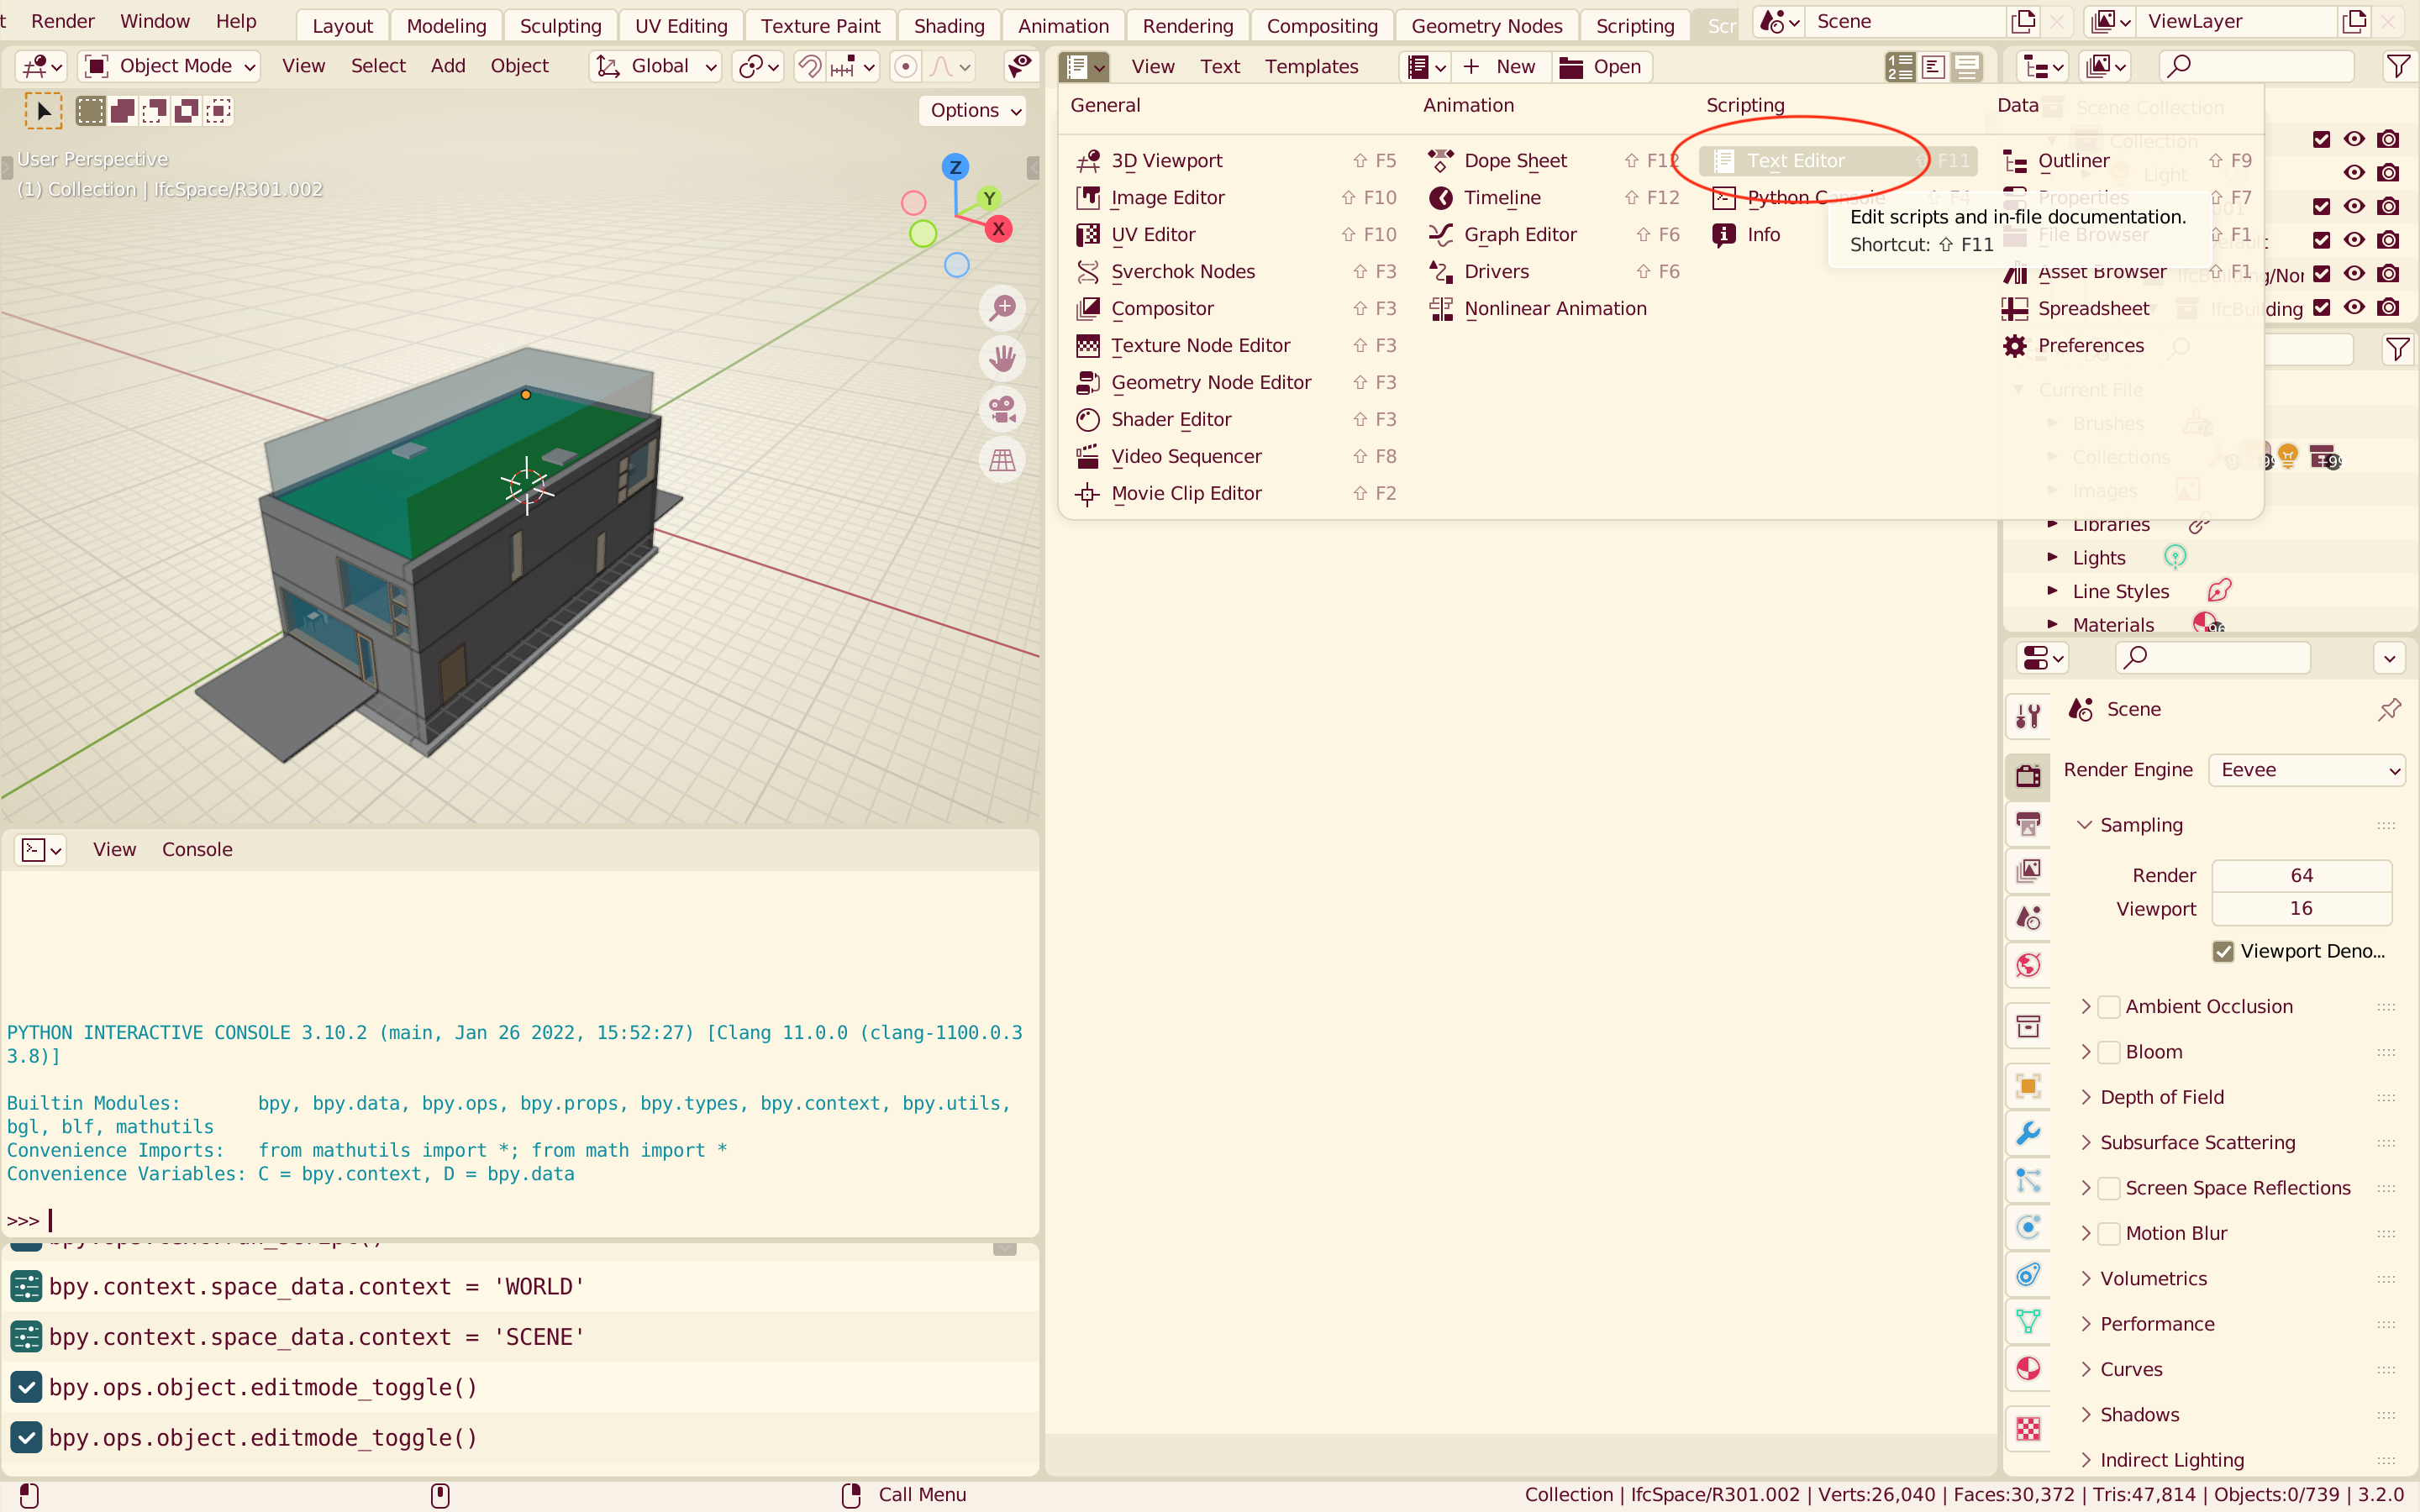 Render Window Help Layout Modeling Sculpting UV Editing Texture Paint Shading Animation Rendering Compositing Geometry Nodes Scripting Scr Scene ViewLayer
Object Mode View Select Add Object Global
Options
User Perspective
(1) Collection | IfcSpace/R301.002
Z
Y
X
View Text Templates New Open
General
3D Viewport ⇧ F5
Image Editor ⇧ F10
UV Editor ⇧ F10
Sverchok Nodes ⇧ F3
Compositor ⇧ F3
Texture Node Editor ⇧ F3
Geometry Node Editor ⇧ F3
Shader Editor ⇧ F3
Video Sequencer ⇧ F8
Movie Clip Editor ⇧ F2
Animation
Dope Sheet ⇧ F12
Timeline ⇧ F12
Graph Editor ⇧ F6
Drivers ⇧ F6
Nonlinear Animation
Scripting
Text Editor ⇧ F11
Python Console ⇧ F4
Info
Edit scripts and in-file documentation.
Shortcut: ⇧ F11
Data
Outliner ⇧ F9
Properties ⇧ F7
File Browser ⇧ F1
Asset Browser ⇧ F1
Spreadsheet
Preferences
Scene Collection
Collection
Light
IfcBuilding/Nor
IfcBuilding
Current File
Brushes
Collections
Images
Libraries
Lights
Line Styles
Materials
Scene
Render Engine Eevee
Sampling
Render 64
Viewport 16
Viewport Deno...
Ambient Occlusion
Bloom
Depth of Field
Subsurface Scattering
Screen Space Reflections
Motion Blur
Volumetrics
Performance
Curves
Shadows
Indirect Lighting
View Console
PYTHON INTERACTIVE CONSOLE 3.10.2 (main, Jan 26 2022, 15:52:27) [Clang 11.0.0 (clang-1100.0.3
3.8)]
Builtin Modules: bpy, bpy.data, bpy.ops, bpy.props, bpy.types, bpy.context, bpy.utils,
bgl, blf, mathutils
Convenience Imports: from mathutils import *; from math import *
Convenience Variables: C = bpy.context, D = bpy.data
>>>
bpy.context.space_data.context = 'WORLD'
bpy.context.space_data.context = 'SCENE'
bpy.ops.object.editmode_toggle()
bpy.ops.object.editmode_toggle()
Call Menu
Collection | IfcSpace/R301.002 | Verts:26,040 | Faces:30,372 | Tris:47,814 | Objects:0/739 | 3.2.0